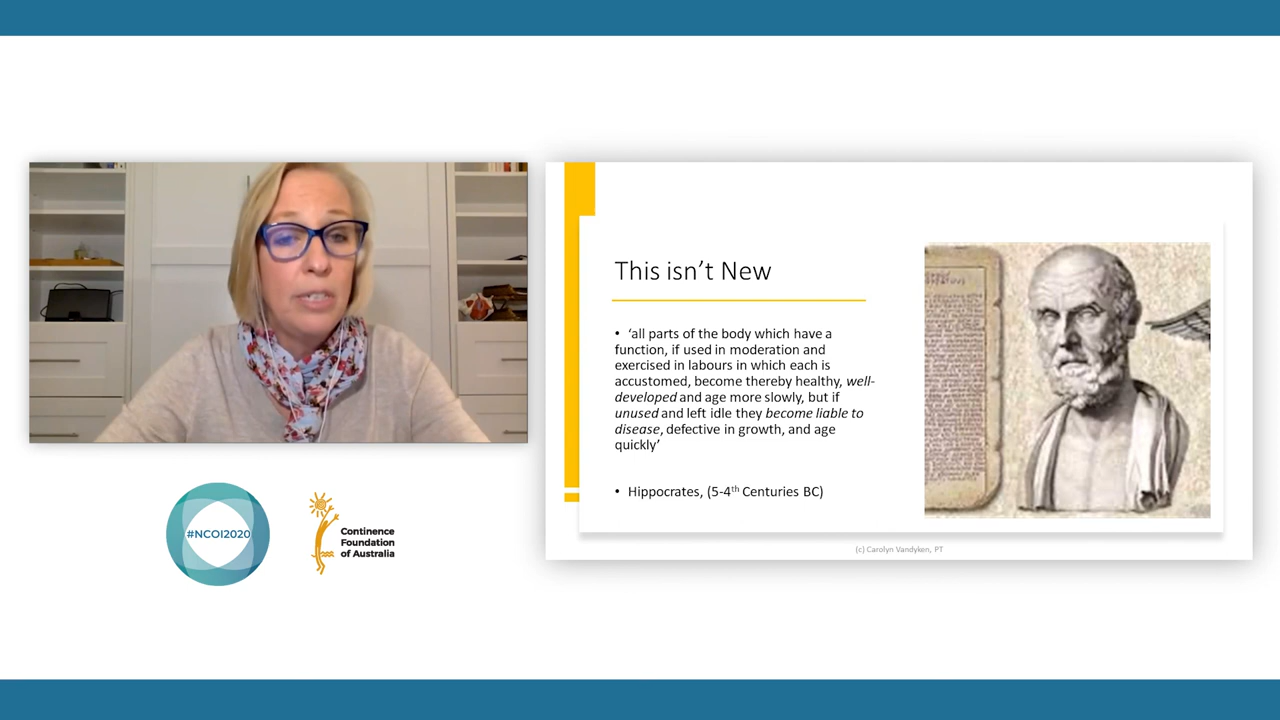 #NCOI2020
Continence
Foundation
of Australia
This isn’t New
• ‘all parts of the body which have a
function, if used in moderation and
exercised in labours in which each is
accustomed, become thereby healthy, well-
developed and age more slowly, but if
unused and left idle they become liable to
disease, defective in growth, and age
quickly’
• Hippocrates, (5-4th Centuries BC)
(c) Carolyn Vandyken, PT